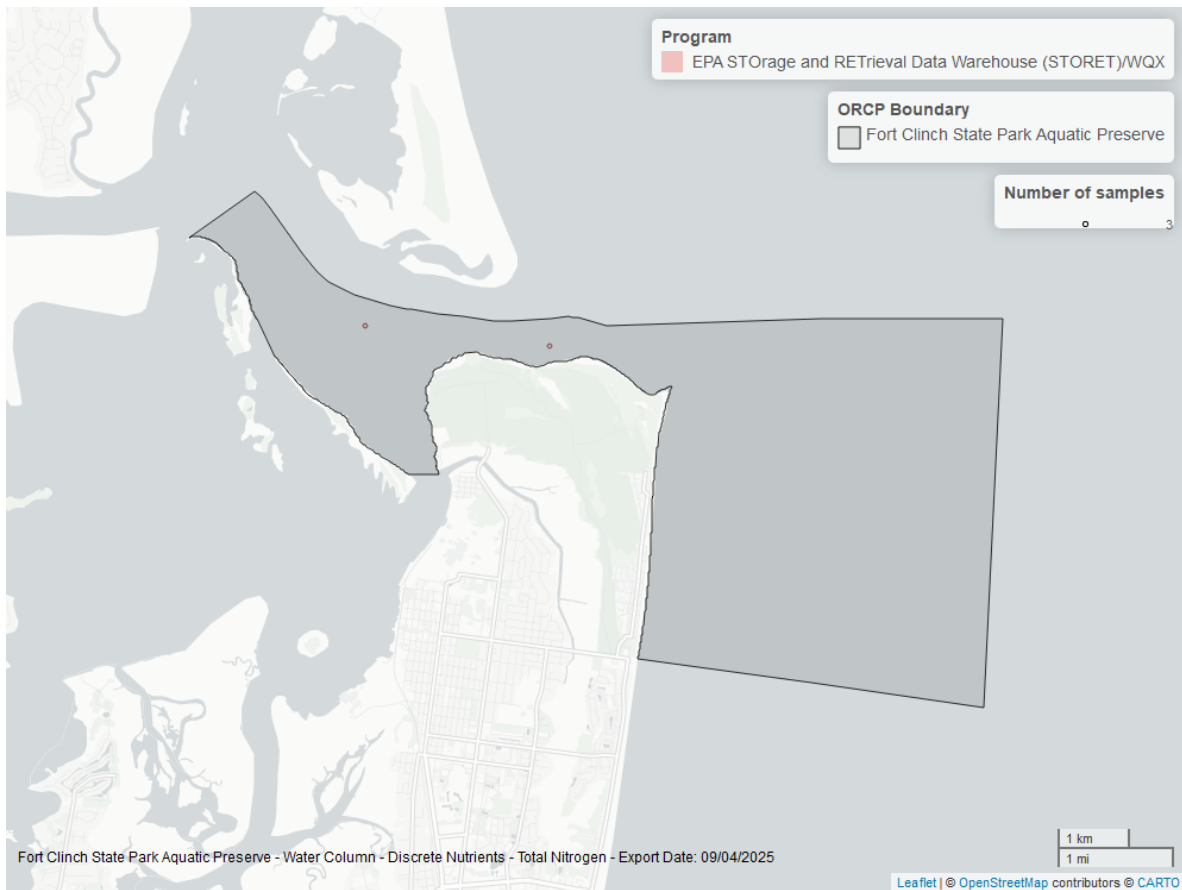 Program
EPA STOrage and RETrieval Data Warehouse (STORET)/WQX
ORCP Boundary
Fort Clinch State Park Aquatic Preserve
Number of samples
3
1 km
1 mi
Fort Clinch State Park Aquatic Preserve - Water Column - Discrete Nutrients - Total Nitrogen - Export Date: 09/04/2025
Leaflet | © OpenStreetMap contributors © CARTO